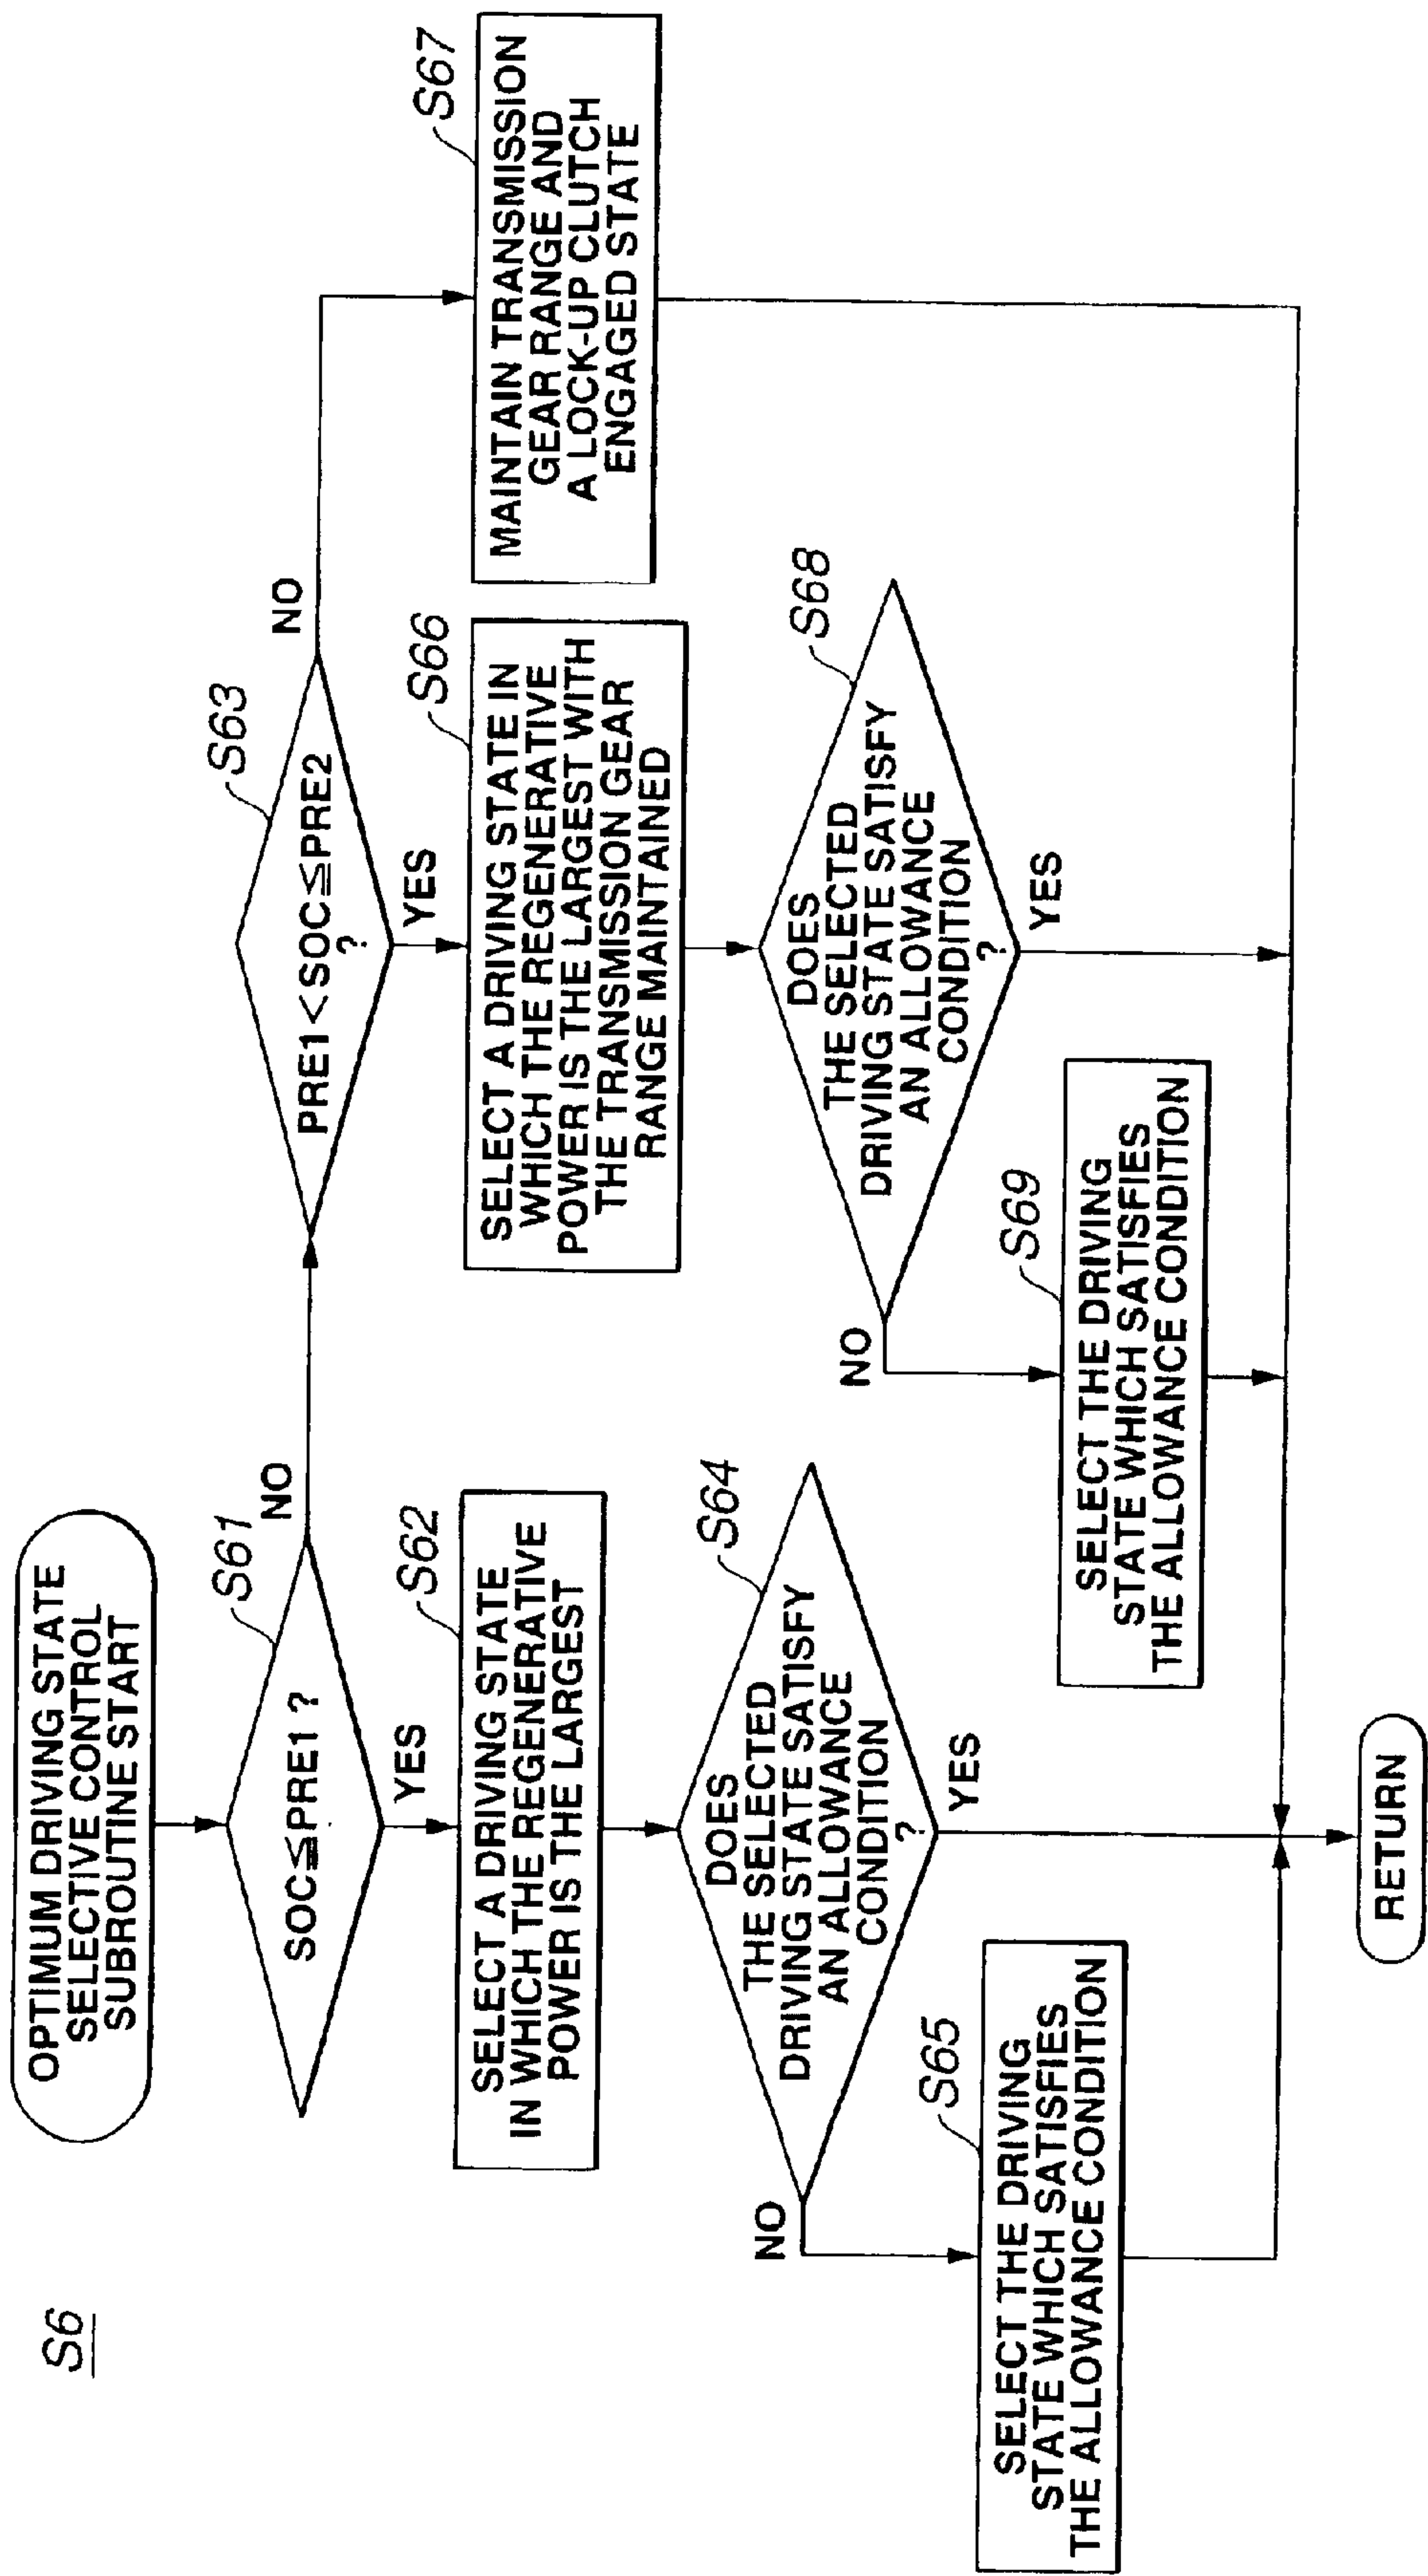 S6
OPTIMUM DRIVING STATE
SELECTIVE CONTROL
SUBROUTINE START
S61
SOC≦PRE1 ?
NO
YES
S62
SELECT A DRIVING STATE
IN WHICH THE REGENERATIVE
POWER IS THE LARGEST
S64
DOES
THE SELECTED
DRIVING STATE SATISFY
AN ALLOWANCE
CONDITION
?
NO
YES
S65
SELECT THE DRIVING
STATE WHICH SATISFIES
THE ALLOWANCE CONDITION
S63
PRE1<SOC≦PRE2
?
NO
YES
S66
SELECT A DRIVING STATE IN
WHICH THE REGENERATIVE
POWER IS THE LARGEST WITH
THE TRANSMISSION GEAR
RANGE MAINTAINED
S68
DOES
THE SELECTED
DRIVING STATE SATISFY
AN ALLOWANCE
CONDITION
?
NO
YES
S69
SELECT THE DRIVING
STATE WHICH SATISFIES
THE ALLOWANCE CONDITION
S67
MAINTAIN TRANSMISSION
GEAR RANGE AND
A LOCK-UP CLUTCH
ENGAGED STATE
RETURN